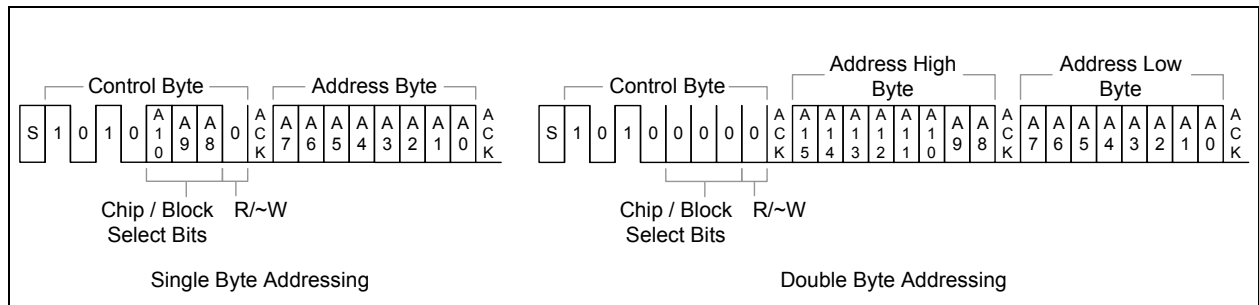 Control Byte Address Byte
S 1 0 1 0 A10 A9 A8 0 ACK A7 A6 A5 A4 A3 A2 A1 A0 ACK
Chip / Block Select Bits R/~W
Single Byte Addressing
Control Byte Address High Byte Address Low Byte
S 1 0 1 0 0 0 0 0 ACK A15 A14 A13 A12 A11 A10 A9 A8 ACK A7 A6 A5 A4 A3 A2 A1 A0 ACK
Chip / Block Select Bits R/~W
Double Byte Addressing